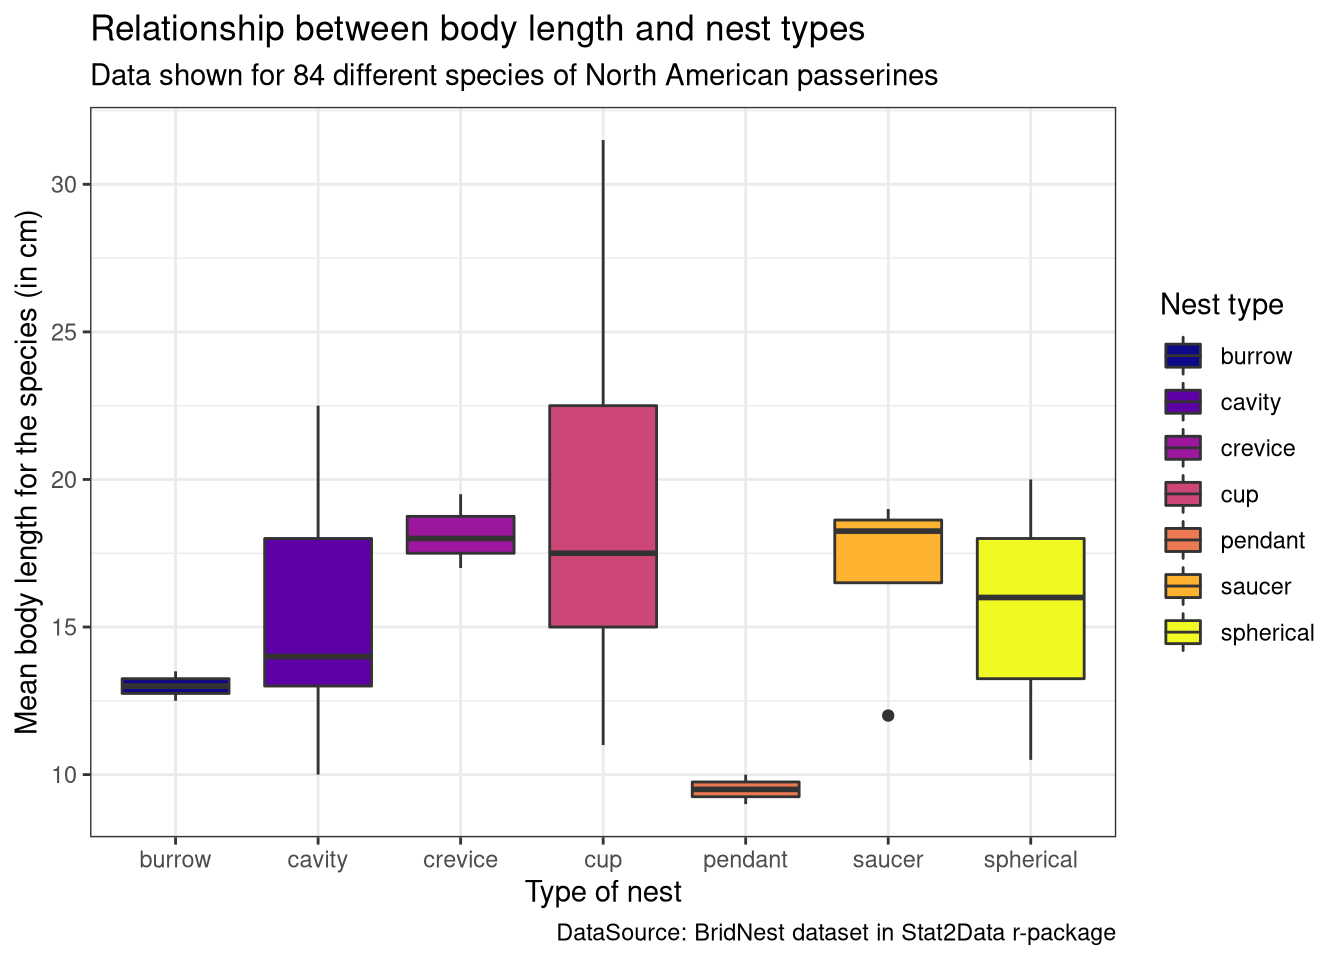 Relationship between body length and nest types
Data shown for 84 different species of North American passerines
Mean body length for the species (in cm)
30
25
20
15
10
burrow
cavity
crevice
cup
pendant
saucer
spherical
Type of nest
DataSource: BridNest dataset in Stat2Data r-package
Nest type
burrow
cavity
crevice
cup
pendant
saucer
spherical